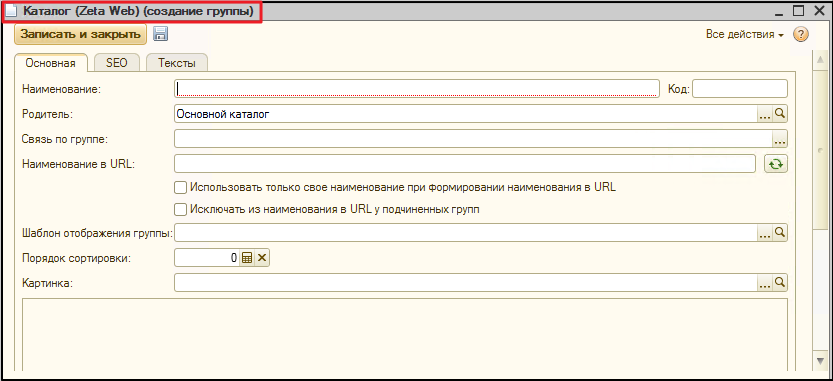 Каталог (Zeta Web) (создание группы)
Записать и закрыть Все действия ?
Основная SEO Тексты
Наименование: Код:
Родитель: Основной каталог ...
Связь по группе: ...
Наименование в URL:
Использовать только свое наименование при формировании наименования в URL
Исключать из наименования в URL у подчиненных групп
Шаблон отображения группы: ...
Порядок сортировки: 0
Картинка: ...